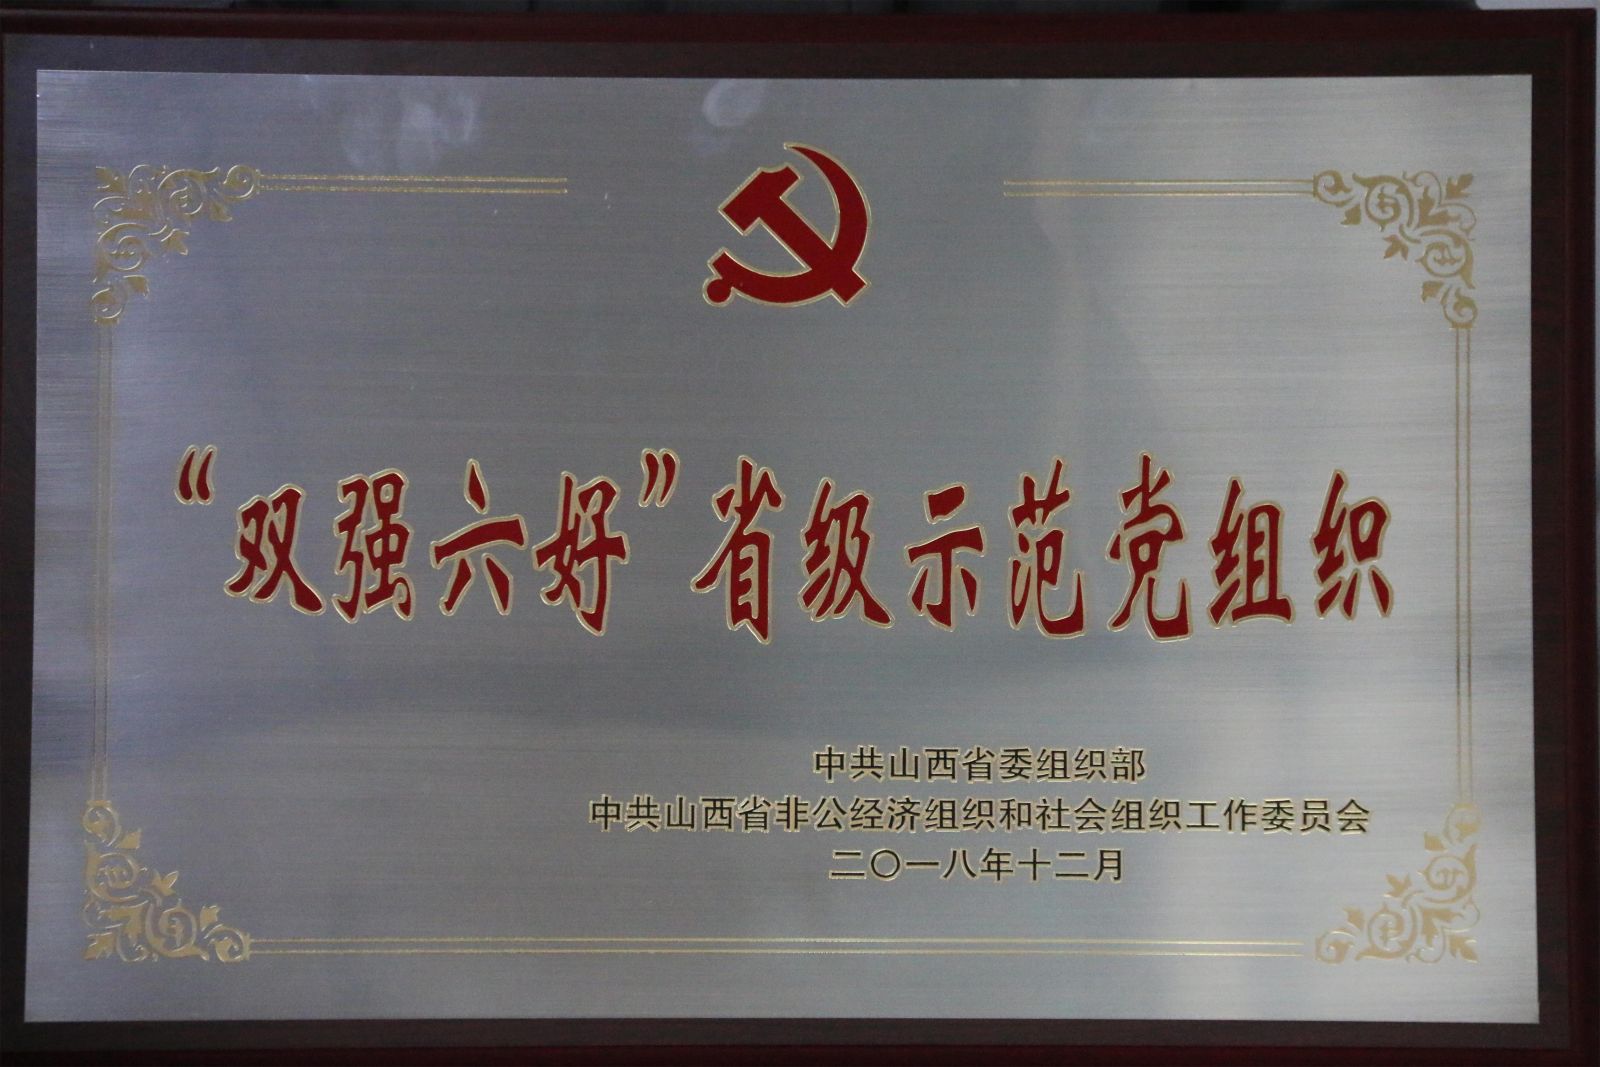 “双强六好”省级示范党组织
中共山西省委组织部
中共山西省非公经济组织和社会组织工作委员会
二〇一八年十二月